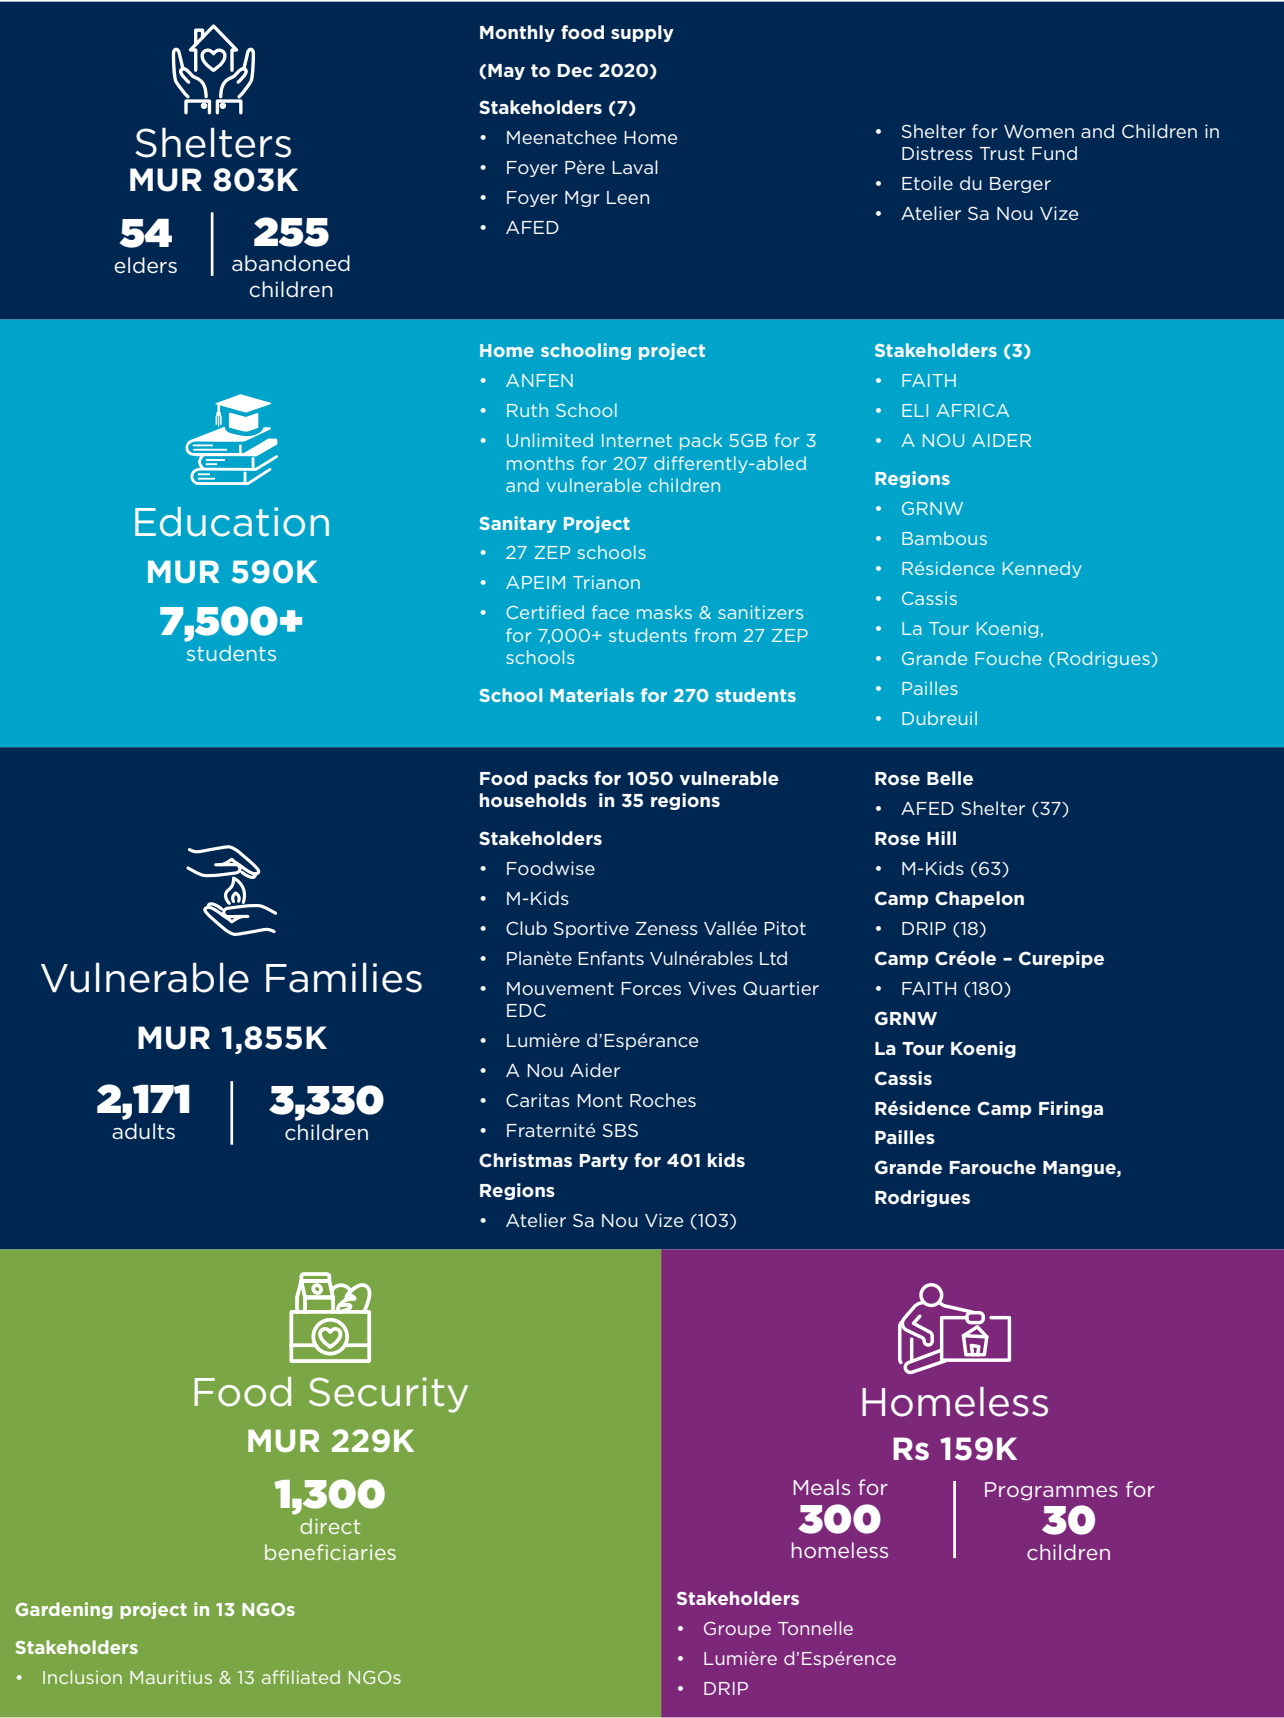 Shelters
MUR 803K
54
elders
255
abandoned
children
Monthly food supply
(May to Dec 2020)
Stakeholders (7)
• Meenatchee Home
• Foyer Père Laval
• Foyer Mgr Leen
• AFED
• Shelter for Women and Children in
Distress Trust Fund
• Etoile du Berger
• Atelier Sa Nou Vize
Education
MUR 590K
7,500+
students
Home schooling project
• ANFEN
• Ruth School
• Unlimited Internet pack 5GB for 3
months for 207 differently-abled
and vulnerable children
Sanitary Project
• 27 ZEP schools
• APEIM Trianon
• Certified face masks & sanitizers
for 7,000+ students from 27 ZEP
schools
School Materials for 270 students
Stakeholders (3)
• FAITH
• ELI AFRICA
• A NOU AIDER
Regions
• GRNW
• Bambous
• Résidence Kennedy
• Cassis
• La Tour Koenig,
• Grande Fouche (Rodrigues)
• Pailles
• Dubreuil
Vulnerable Families
MUR 1,855K
2,171
adults
3,330
children
Food packs for 1050 vulnerable
households in 35 regions
Stakeholders
• Foodwise
• M-Kids
• Club Sportive Zeness Vallée Pitot
• Planète Enfants Vulnérables Ltd
• Mouvement Forces Vives Quartier
EDC
• Lumière d’Espérance
• A Nou Aider
• Caritas Mont Roches
• Fraternité SBS
Christmas Party for 401 kids
Regions
• Atelier Sa Nou Vize (103)
Rose Belle
• AFED Shelter (37)
Rose Hill
• M-Kids (63)
Camp Chapelon
• DRIP (18)
Camp Créole – Curepipe
• FAITH (180)
GRNW
La Tour Koenig
Cassis
Résidence Camp Firinga
Pailles
Grande Farouche Mangue,
Rodrigues
Food Security
MUR 229K
1,300
direct
beneficiaries
Gardening project in 13 NGOs
Stakeholders
• Inclusion Mauritius & 13 affiliated NGOs
Homeless
Rs 159K
Meals for
300
homeless
Programmes for
30
children
Stakeholders
• Groupe Tonnelle
• Lumière d’Espérence
• DRIP